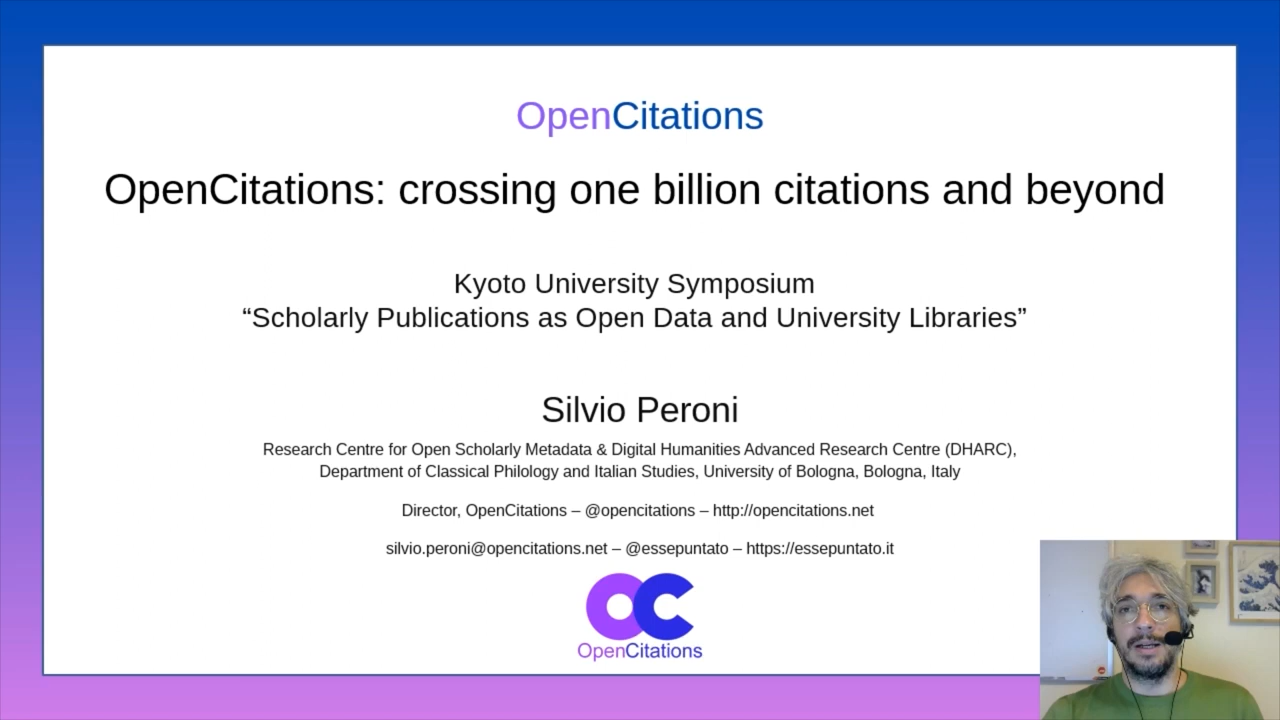 OpenCitations
OpenCitations: crossing one billion citations and beyond
Kyoto University Symposium
“Scholarly Publications as Open Data and University Libraries”
Silvio Peroni
Research Centre for Open Scholarly Metadata & Digital Humanities Advanced Research Centre (DHARC),
Department of Classical Philology and Italian Studies, University of Bologna, Bologna, Italy
Director, OpenCitations – @opencitations – http://opencitations.net
silvio.peroni@opencitations.net – @essepuntato – https://essepuntato.it
OC
OpenCitations